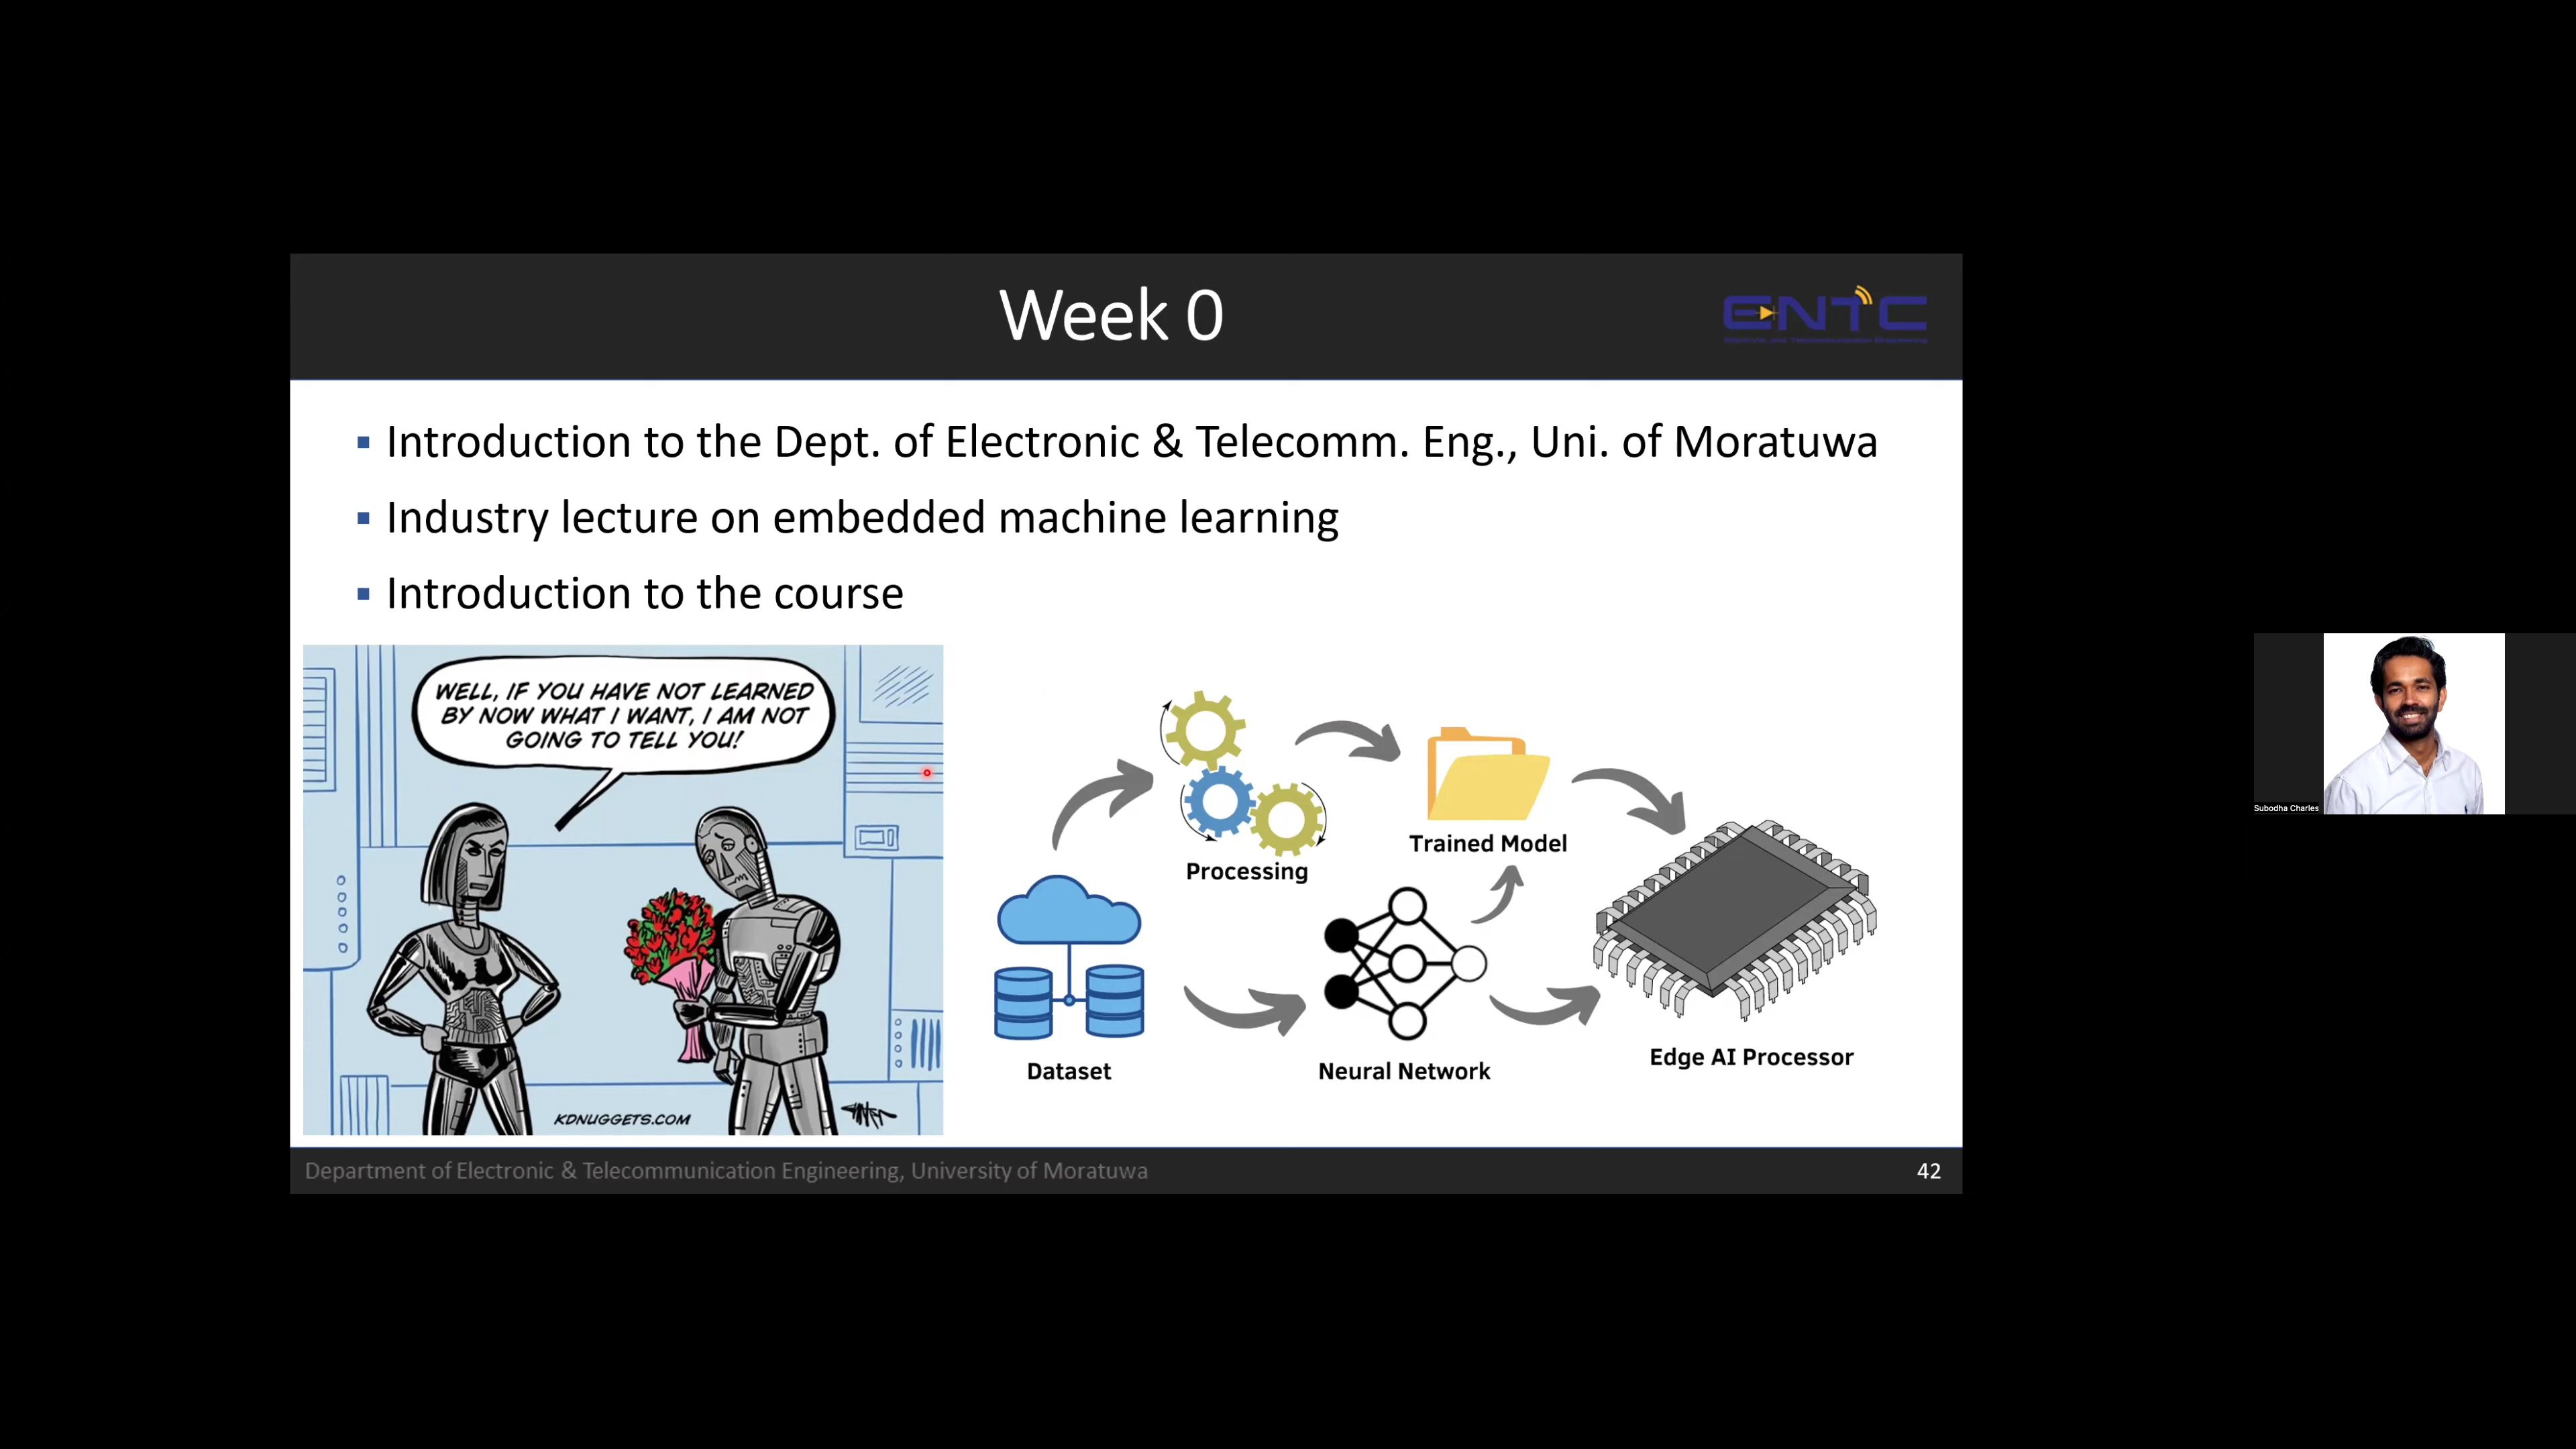 Week 0
ENTC
Introduction to the Dept. of Electronic & Telecomm. Eng., Uni. of Moratuwa
Industry lecture on embedded machine learning
Introduction to the course
WELL, IF YOU HAVE NOT LEARNED
BY NOW WHAT I WANT, I AM NOT
GOING TO TELL YOU!
KDNUGGETS.COM
Processing
Trained Model
Dataset
Neural Network
Edge AI Processor
Department of Electronic & Telecommunication Engineering, University of Moratuwa
42
Subodha Charles